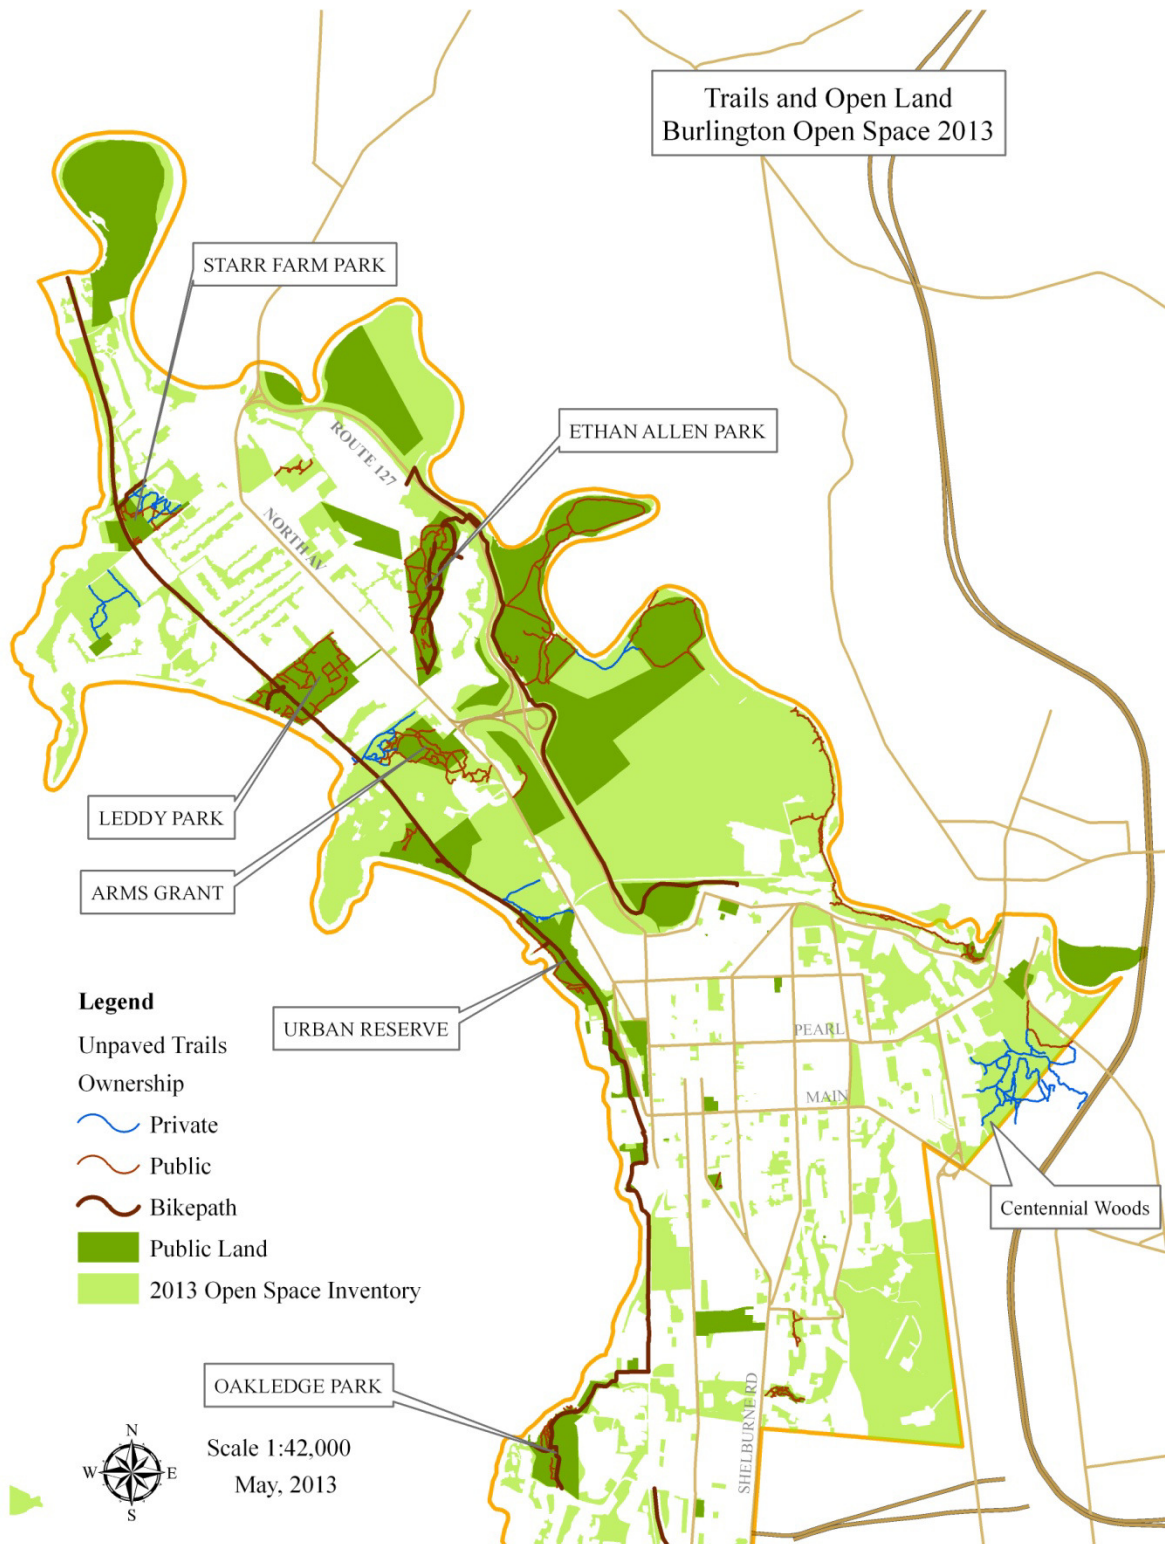 Trails and Open Land
Burlington Open Space 2013
STARR FARM PARK
ETHAN ALLEN PARK
ROUTE 127
NORTH AV
LEDDY PARK
ARMS GRANT
URBAN RESERVE
PEARL
MAIN
Centennial Woods
Legend
Unpaved Trails
Ownership
Private
Public
Bikepath
Public Land
2013 Open Space Inventory
OAKLEDGE PARK
SHELBURNE RD
N
W
E
S
Scale 1:42,000
May, 2013